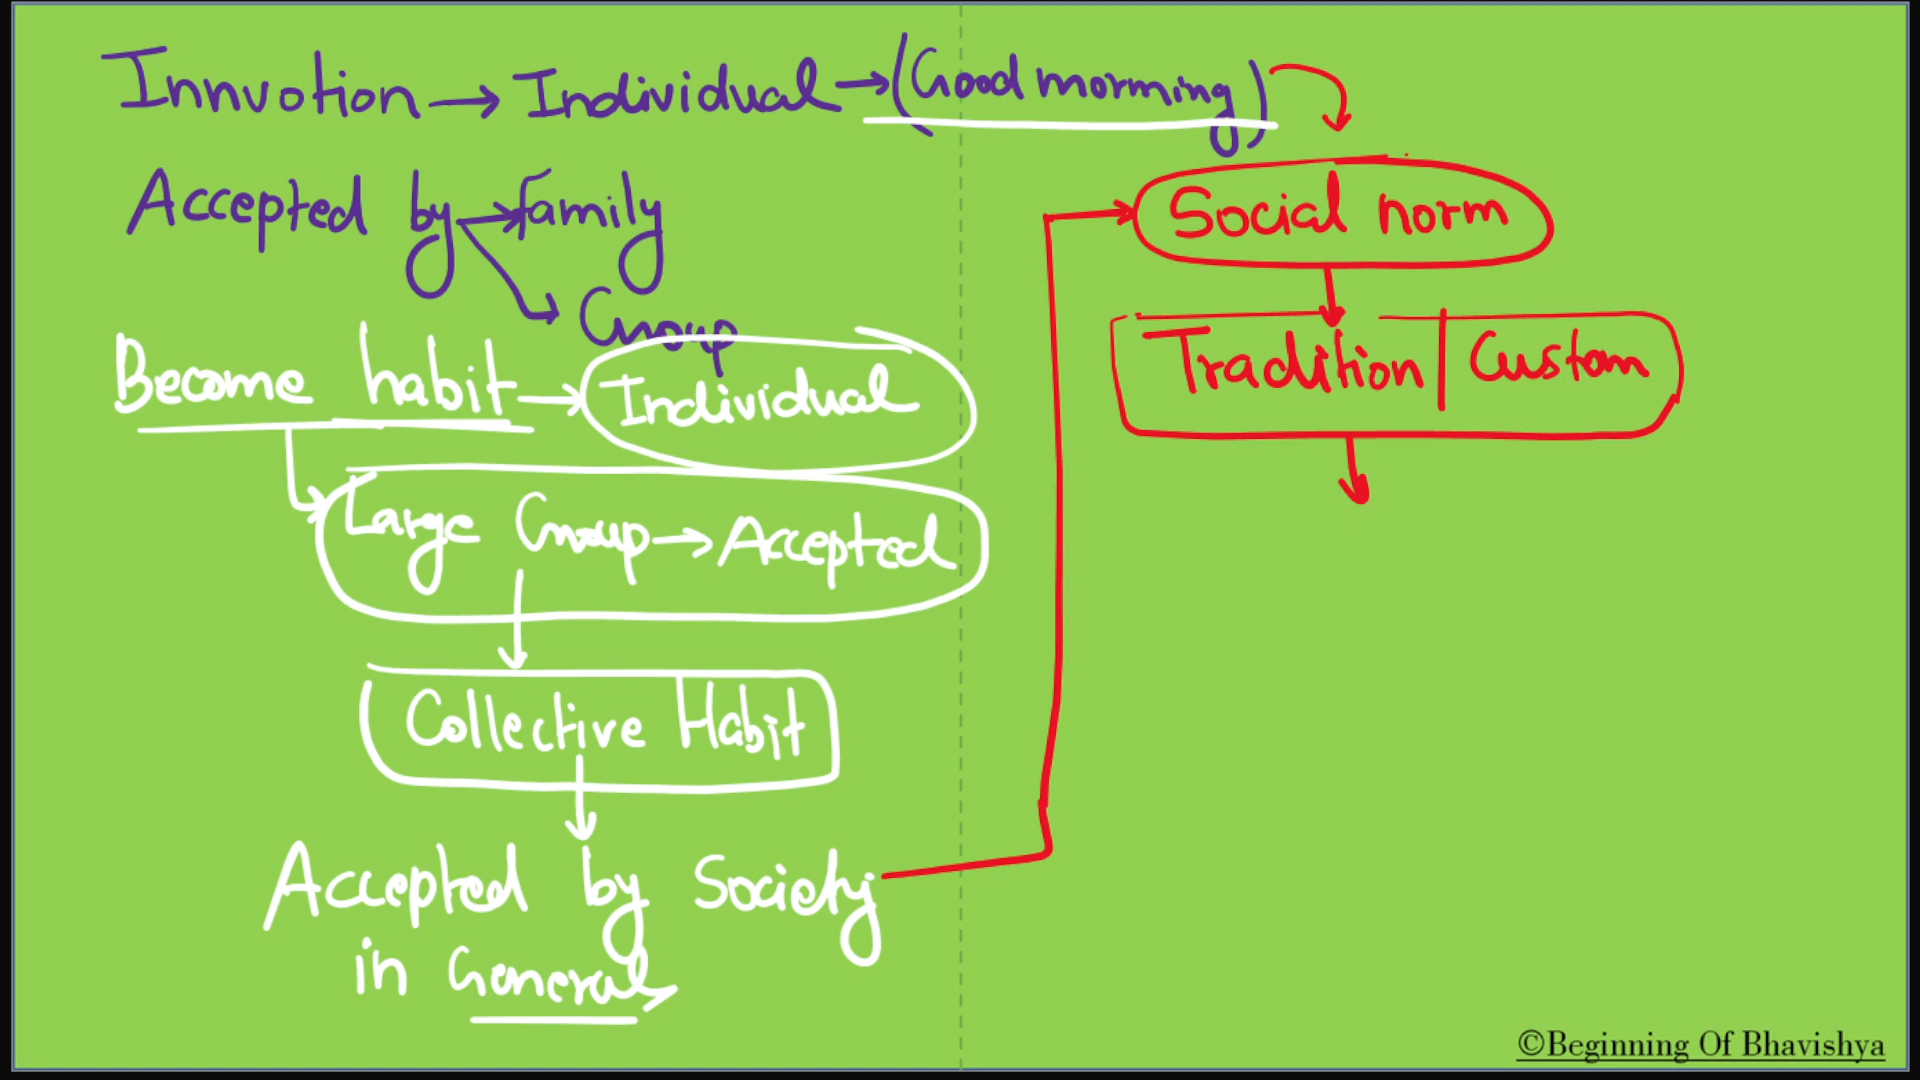 Innvotion → Individual → (Good morming)
Accepted by → family
→ Group
Become habit → Individual
Large Group → Accepted
Collective Habit
Accepted by Society
in General
Social norm
Tradition | Custom
©Beginning Of Bhavishya